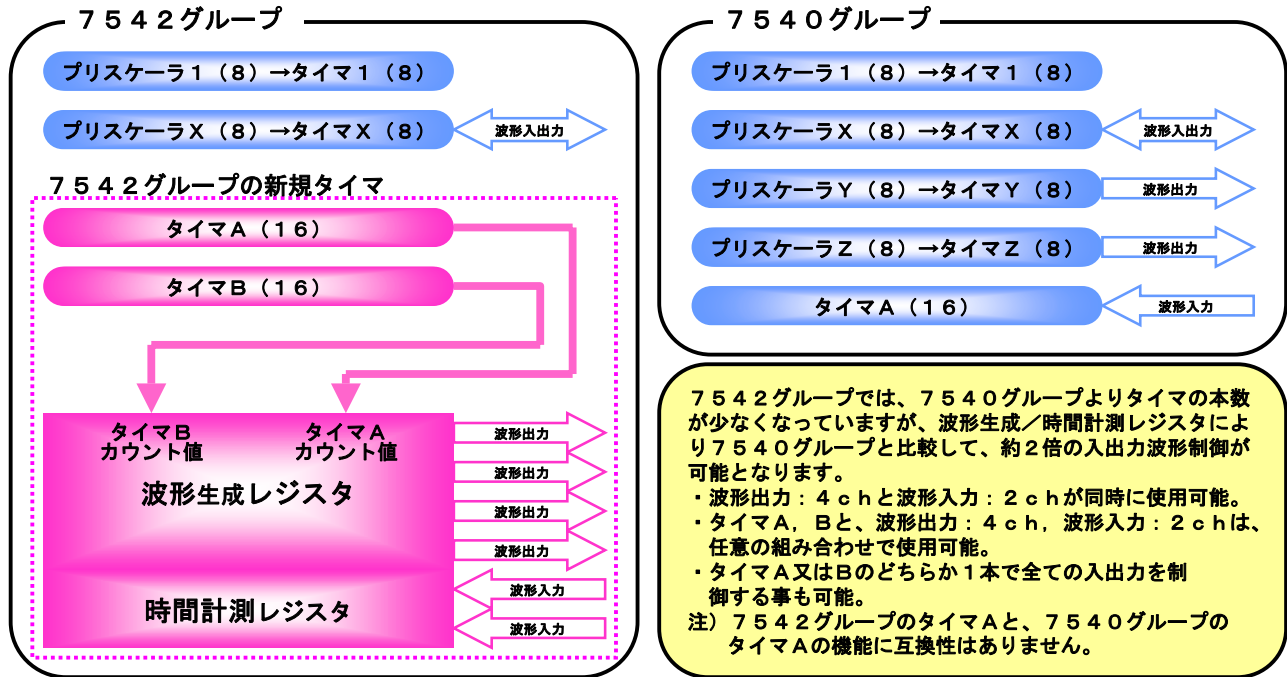 ７５４２グループ
プリスケーラ１（８）→タイマ１（８）
プリスケーラＸ（８）→タイマＸ（８）
波形入出力
７５４２グループの新規タイマ
タイマＡ（１６）
タイマＢ（１６）
タイマＢ
カウント値
タイマＡ
カウント値
波形生成レジスタ
時間計測レジスタ
波形出力
波形出力
波形出力
波形出力
波形入力
波形入力
７５４０グループ
プリスケーラ１（８）→タイマ１（８）
プリスケーラＸ（８）→タイマＸ（８）
波形入出力
プリスケーラＹ（８）→タイマＹ（８）
波形出力
プリスケーラＺ（８）→タイマＺ（８）
波形出力
タイマＡ（１６）
波形入力
７５４２グループでは、７５４０グループよりタイマの本数
が少なくなっていますが、波形生成／時間計測レジスタによ
り７５４０グループと比較して、約２倍の入出力波形制御が
可能となります。
・波形出力：４ｃｈと波形入力：２ｃｈが同時に使用可能。
・タイマＡ，Ｂと、波形出力：４ｃｈ，波形入力：２ｃｈは、
任意の組み合わせで使用可能。
・タイマＡ又はＢのどちらか１本で全ての入出力を制
御する事も可能。
注）７５４２グループのタイマＡと、７５４０グループの
タイマＡの機能に互換性はありません。